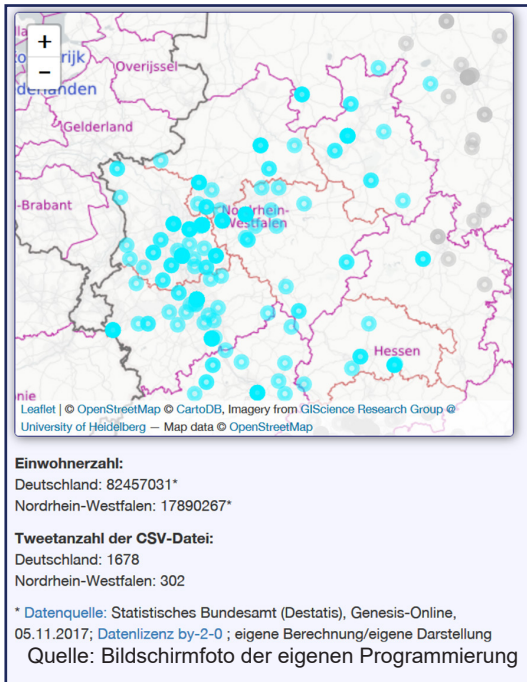 +
−
Overijssel
Gelderland
-Brabant
Nordrhein-
Westfalen
Hessen
nie
Leaflet | © OpenStreetMap © CartoDB, Imagery from GIScience Research Group @
University of Heidelberg — Map data © OpenStreetMap
Einwohnerzahl:
Deutschland: 82457031*
Nordrhein-Westfalen: 17890267*
Tweetanzahl der CSV-Datei:
Deutschland: 1678
Nordrhein-Westfalen: 302
* Datenquelle: Statistisches Bundesamt (Destatis), Genesis-Online,
05.11.2017; Datenlizenz by-2-0 ; eigene Berechnung/eigene Darstellung
Quelle: Bildschirmfoto der eigenen Programmierung